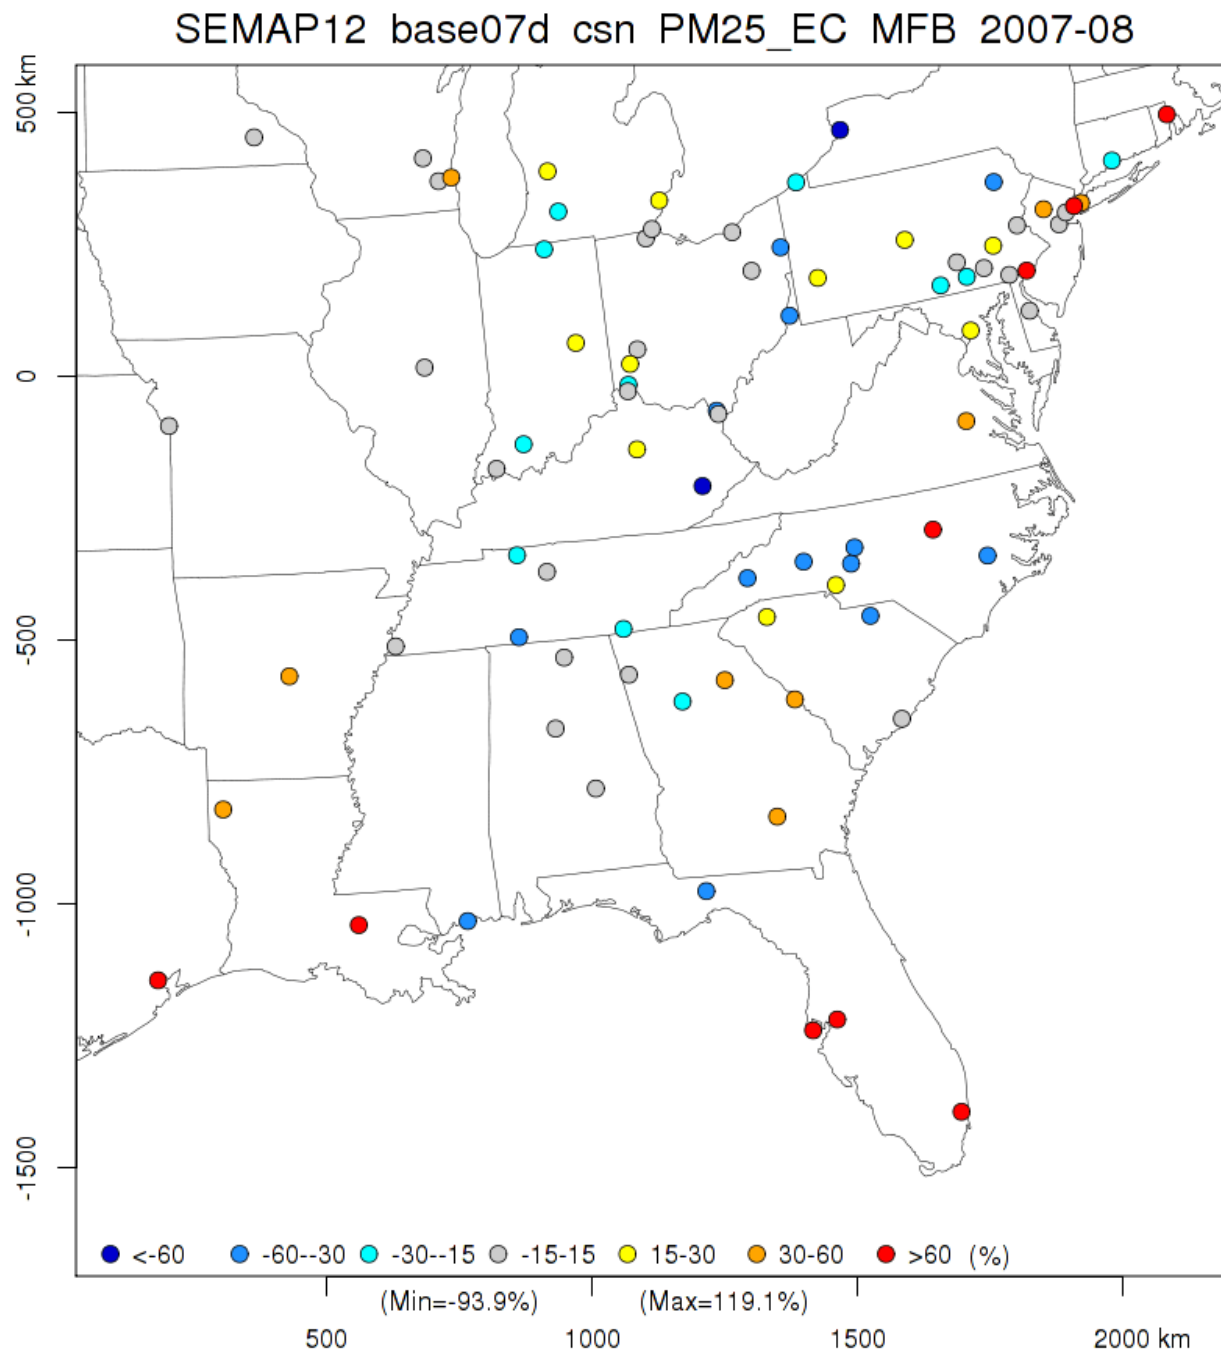 SEMAP12 base07d csn PM25_EC MFB 2007-08
500 km
0
-500
-1000
-1500
<-60 -60--30 -30--15 -15-15 15-30 30-60 >60 (%)
(Min=-93.9%) (Max=119.1%)
500 1000 1500 2000 km